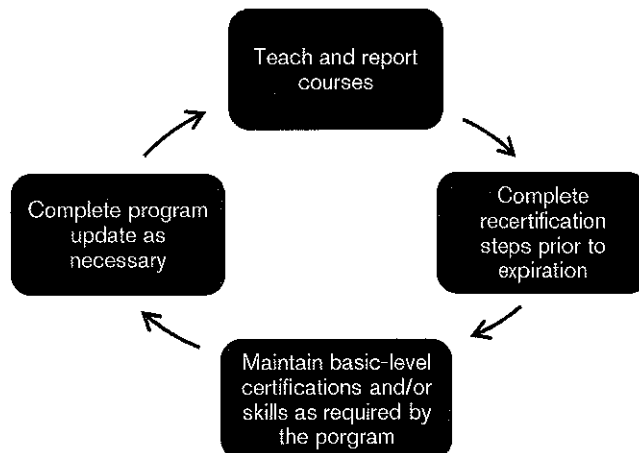 Teach and report
courses
Complete
recertification
steps prior to
expiration
Maintain basic-level
certifications and/or
skills as required by
the porgram
Complete program
update as
necessary